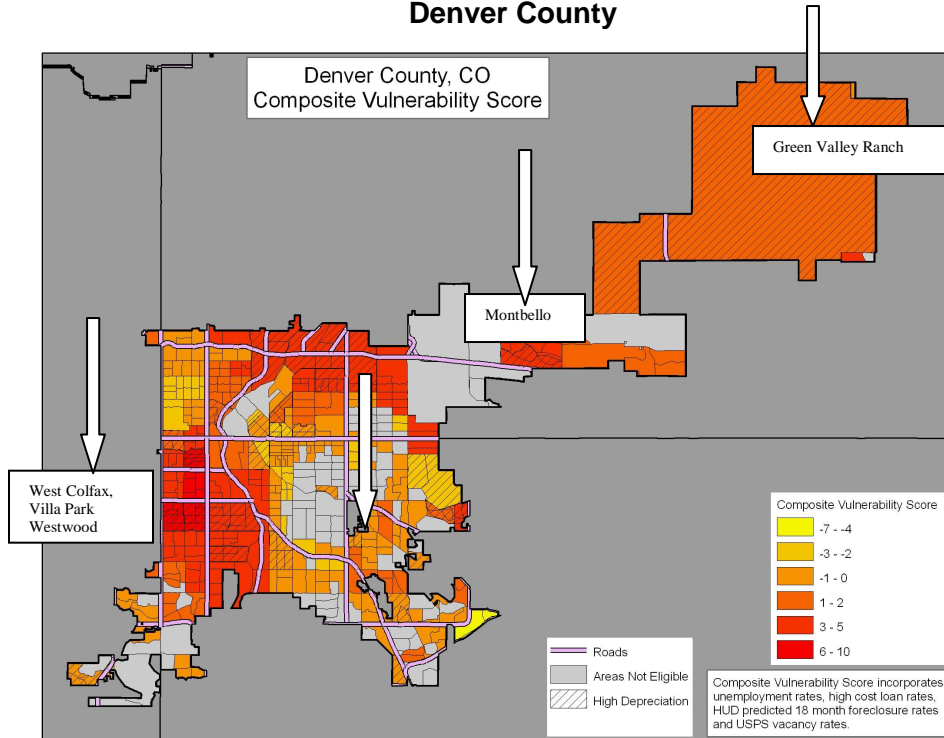 Denver County
Denver County, CO
Composite Vulnerability Score
Green Valley Ranch
Montbello
West Colfax,
Villa Park
Westwood
Composite Vulnerability Score
-7 - -4
-3 - -2
-1 - 0
1 - 2
3 - 5
6 - 10
Roads
Areas Not Eligible
High Depreciation
Composite Vulnerability Score incorporates
unemployment rates, high cost loan rates,
HUD predicted 18 month foreclosure rates
and USPS vacancy rates.